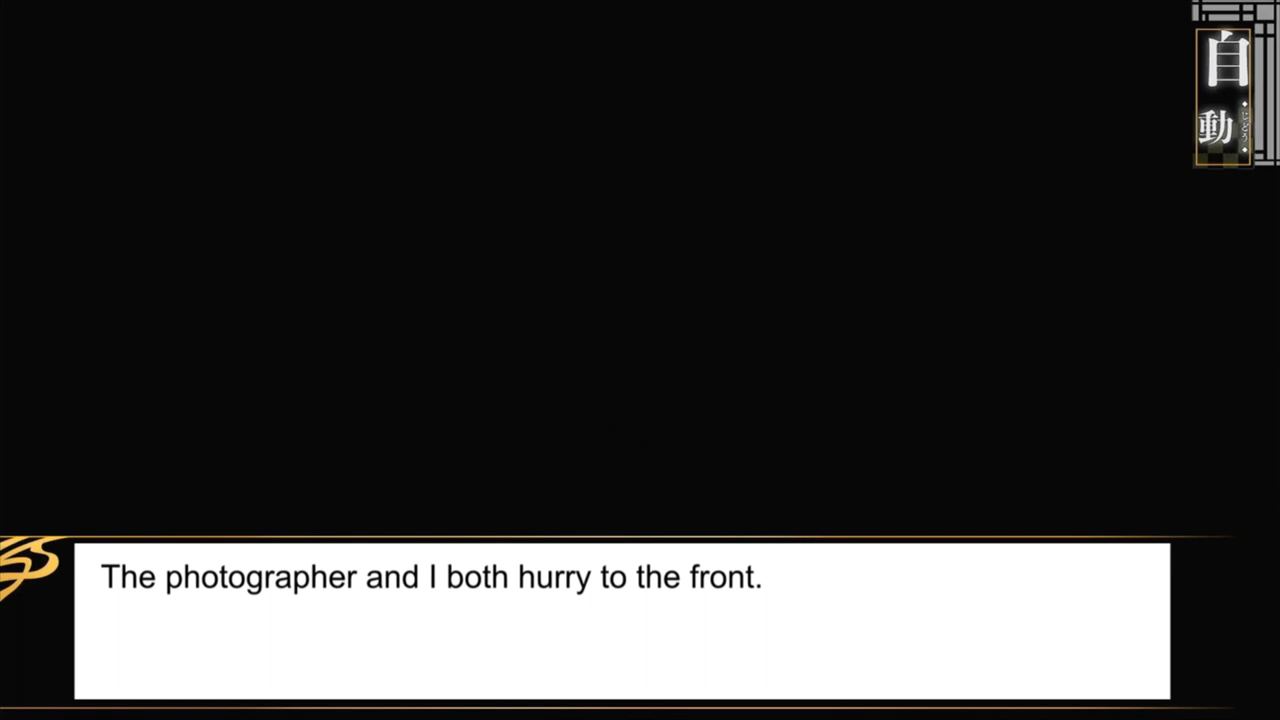 自動
The photographer and I both hurry to the front.